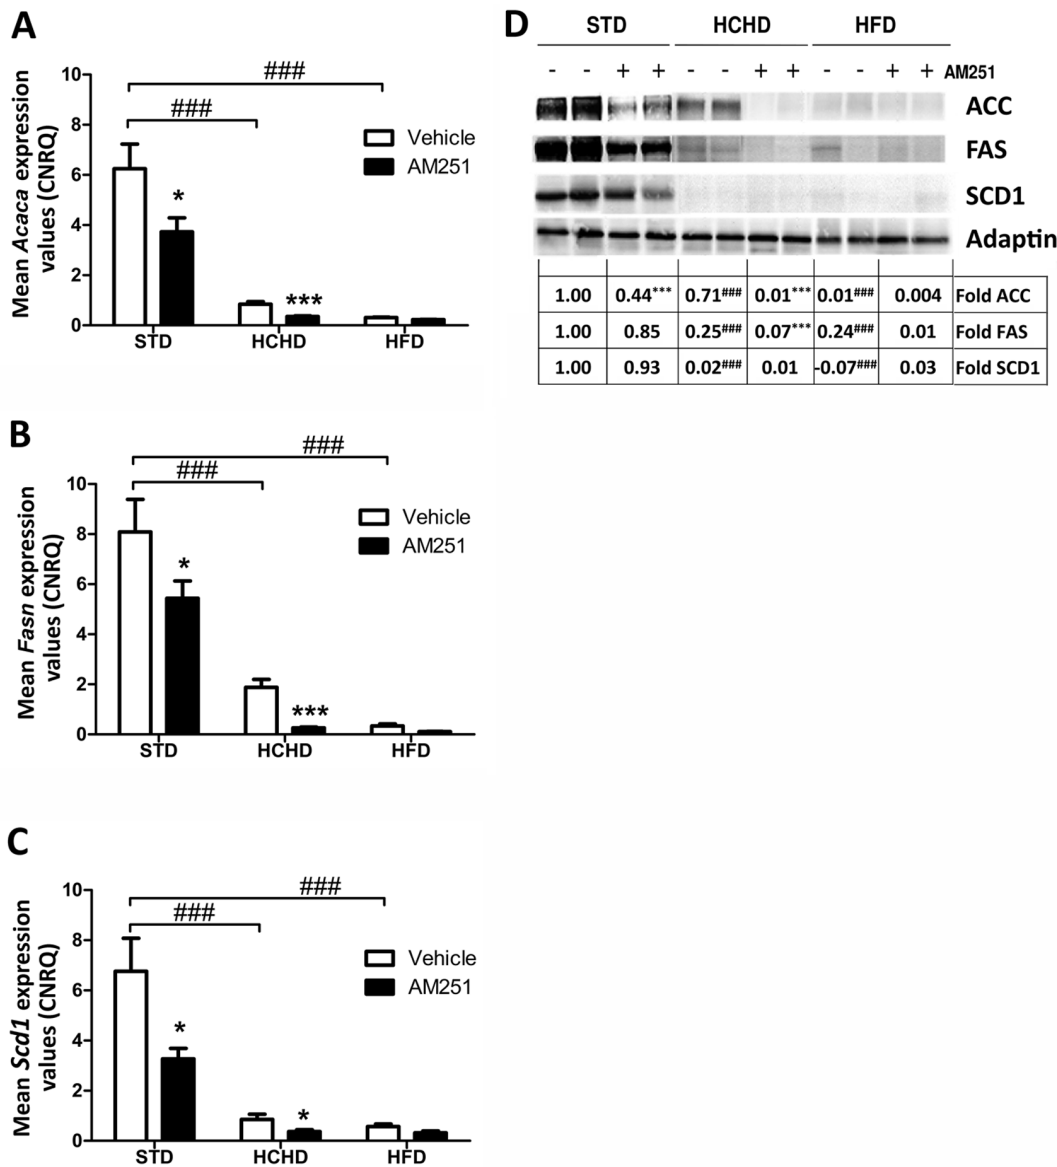 A
Mean Acaca expression
values (CNRQ)
10
8
6
4
2
0
###
###
*
***
Vehicle
AM251
STD HCHD HFD
B
Mean Fasn expression
values (CNRQ)
10
8
6
4
2
0
###
###
*
***
Vehicle
AM251
STD HCHD HFD
C
Mean Scd1 expression
values (CNRQ)
10
8
6
4
2
0
###
###
*
*
Vehicle
AM251
STD HCHD HFD
D
STD HCHD HFD
- - + + - - + + - - + + AM251
ACC
FAS
SCD1
Adaptin
1.00 0.44*** 0.71### 0.01*** 0.01### 0.004 Fold ACC
1.00 0.85 0.25### 0.07*** 0.24### 0.01 Fold FAS
1.00 0.93 0.02### 0.01 -0.07### 0.03 Fold SCD1